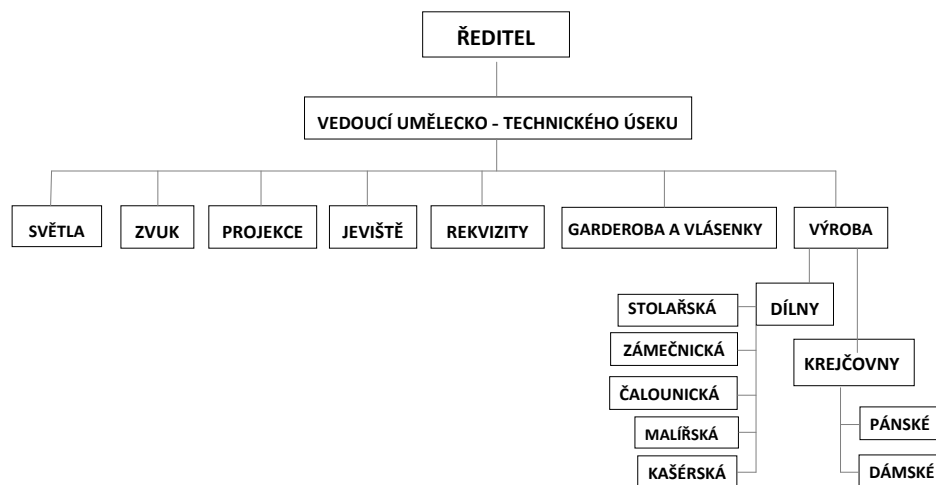 ŘEDITEL
VEDOUCÍ UMĚLECKO - TECHNICKÉHO ÚSEKU
SVĚTLA
ZVUK
PROJEKCE
JEVIŠTĚ
REKVIZITY
GARDEROBA A VLÁSENKY
VÝROBA
STOLAŘSKÁ
DÍLNY
ZÁMEČNICKÁ
KREJČOVNY
ČALOUNICKÁ
PÁNSKÉ
MALÍŘSKÁ
KAŠÉRSKÁ
DÁMSKÉ